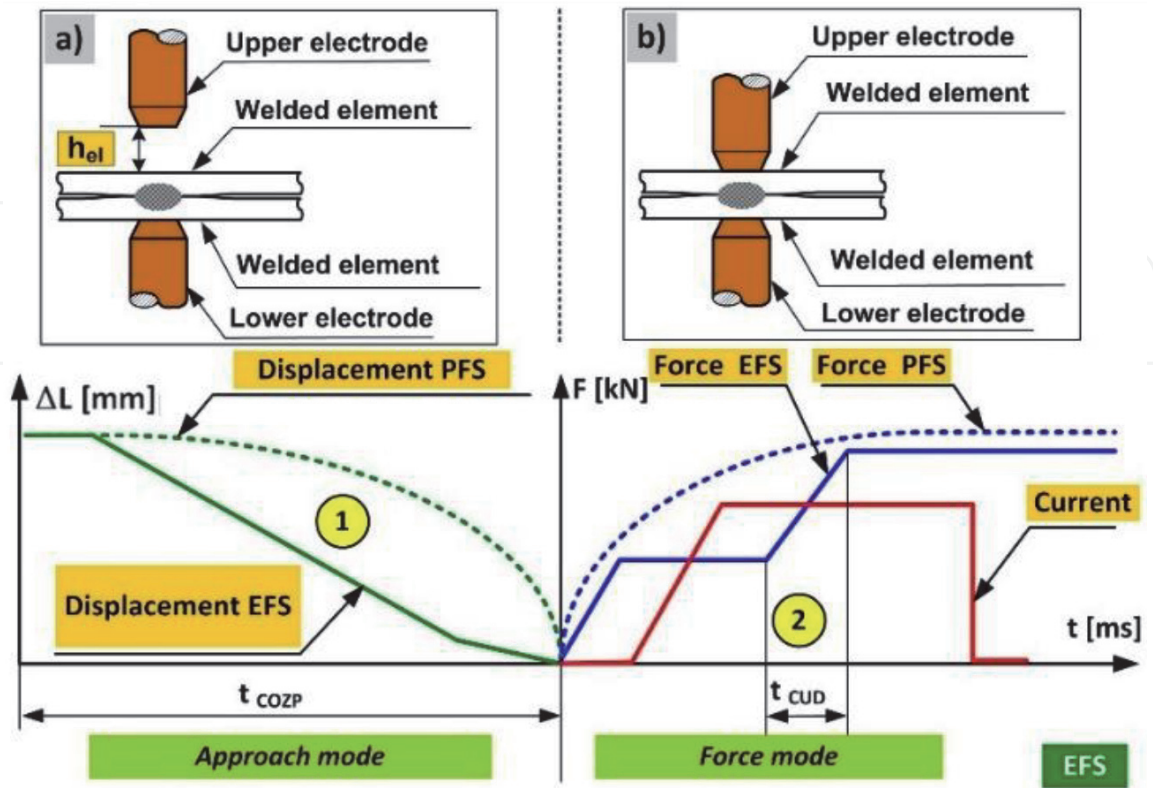 a)
Upper electrode
Welded element
h_el
Welded element
Lower electrode
b)
Upper electrode
Welded element
Welded element
Lower electrode
Displacement PFS
Force EFS
Force PFS
ΔL [mm]
F [kN]
1
Current
Displacement EFS
2
t [ms]
t COZP
t CUD
Approach mode
Force mode
EFS